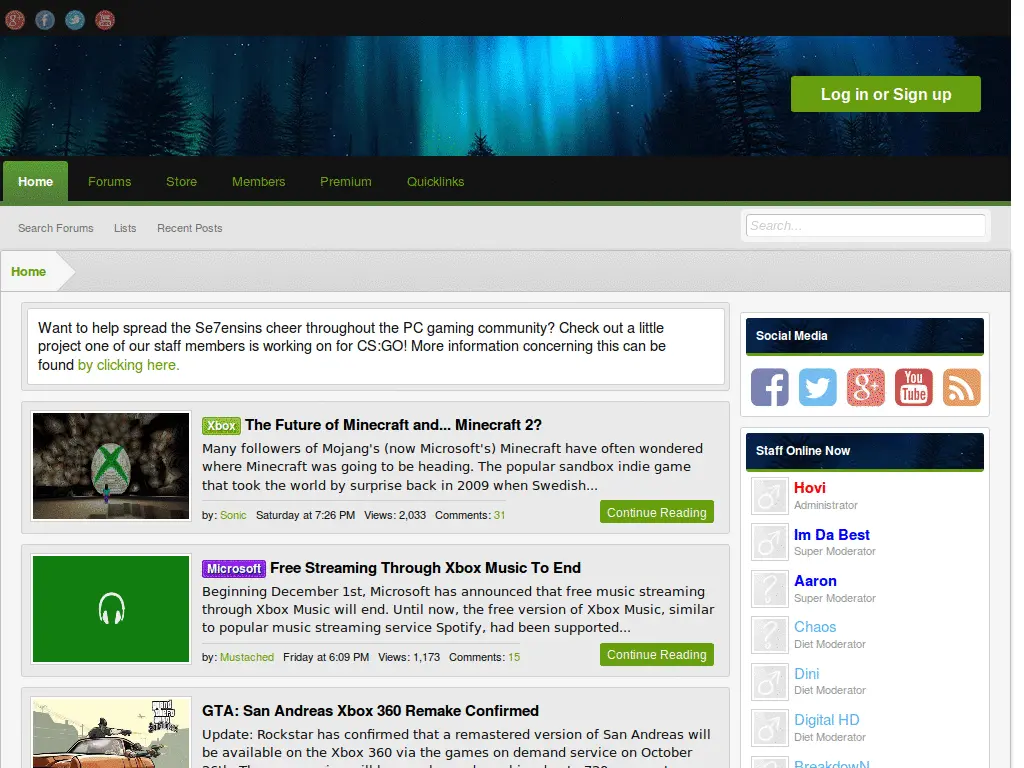 Log in or Sign up
Home
Forums
Store
Members
Premium
Quicklinks
Search Forums
Lists
Recent Posts
Search...
Home
Want to help spread the Se7ensins cheer throughout the PC gaming community? Check out a little
project one of our staff members is working on for CS:GO! More information concerning this can be
found by clicking here.
Xbox The Future of Minecraft and... Minecraft 2?
Many followers of Mojang's (now Microsoft's) Minecraft have often wondered
where Minecraft was going to be heading. The popular sandbox indie game
that took the world by surprise back in 2009 when Swedish...
by: Sonic Saturday at 7:26 PM Views: 2,033 Comments: 31
Continue Reading
Microsoft Free Streaming Through Xbox Music To End
Beginning December 1st, Microsoft has announced that free music streaming
through Xbox Music will end. Until now, the free version of Xbox Music, similar
to popular music streaming service Spotify, had been supported...
by: Mustached Friday at 6:09 PM Views: 1,173 Comments: 15
Continue Reading
grand
theft
auto
GTA: San Andreas Xbox 360 Remake Confirmed
Update: Rockstar has confirmed that a remastered version of San Andreas will
be available on the Xbox 360 via the games on demand service on October
Social Media
You
Tube
Staff Online Now
Hovi
Administrator
Im Da Best
Super Moderator
Aaron
Super Moderator
Chaos
Diet Moderator
Dini
Diet Moderator
Digital HD
Diet Moderator
BreakdowN